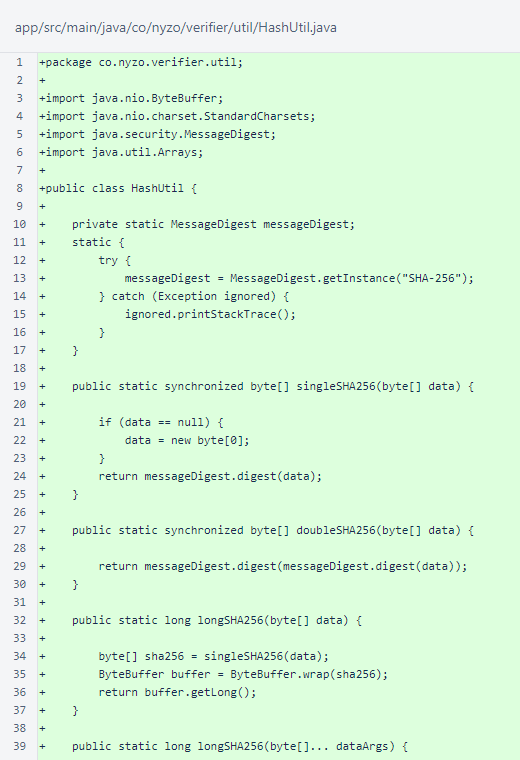 app/src/main/java/co/nyzo/verifier/util/HashUtil.java
1 +package co.nyzo.verifier.util;
2 +
3 +import java.nio.ByteBuffer;
4 +import java.nio.charset.StandardCharsets;
5 +import java.security.MessageDigest;
6 +import java.util.Arrays;
7 +
8 +public class HashUtil {
9 +
10 +    private static MessageDigest messageDigest;
11 +    static {
12 +        try {
13 +            messageDigest = MessageDigest.getInstance("SHA-256");
14 +        } catch (Exception ignored) {
15 +            ignored.printStackTrace();
16 +        }
17 +    }
18 +
19 +    public static synchronized byte[] singleSHA256(byte[] data) {
20 +
21 +        if (data == null) {
22 +            data = new byte[0];
23 +        }
24 +        return messageDigest.digest(data);
25 +    }
26 +
27 +    public static synchronized byte[] doubleSHA256(byte[] data) {
28 +
29 +        return messageDigest.digest(messageDigest.digest(data));
30 +    }
31 +
32 +    public static long longSHA256(byte[] data) {
33 +
34 +        byte[] sha256 = singleSHA256(data);
35 +        ByteBuffer buffer = ByteBuffer.wrap(sha256);
36 +        return buffer.getLong();
37 +    }
38 +
39 +    public static long longSHA256(byte[]... dataArgs) {